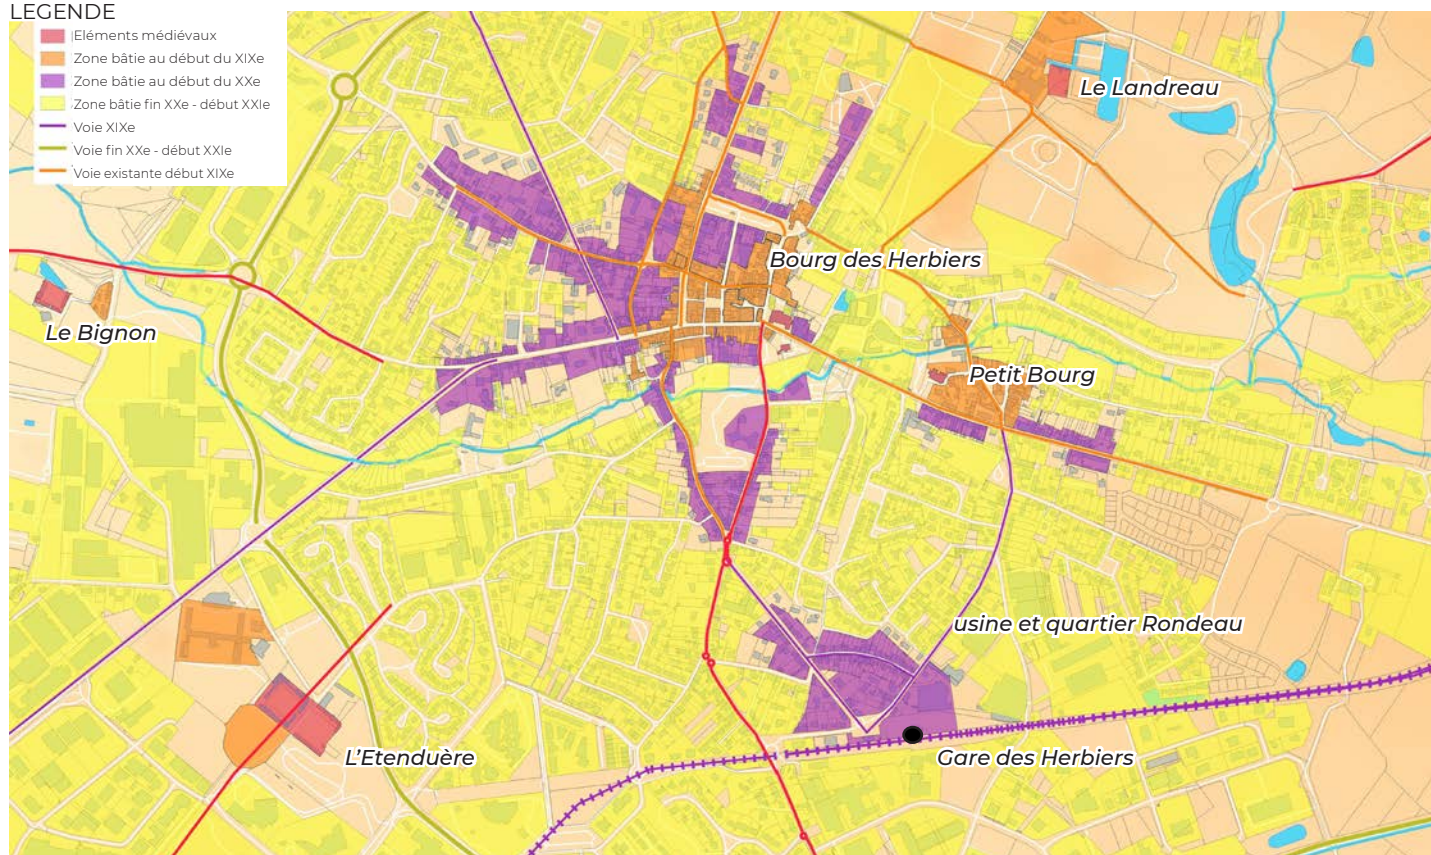 LEGENDE
Eléments médiévaux
Zone bâtie au début du XIXe
Zone bâtie au début du XXe
Zone bâtie fin XXe - début XXIe
Voie XIXe
Voie fin XXe - début XXIe
Voie existante début XIXe
Le Landreau
Bourg des Herbiers
Le Bignon
Petit Bourg
usine et quartier Rondeau
L'Etenduère
Gare des Herbiers